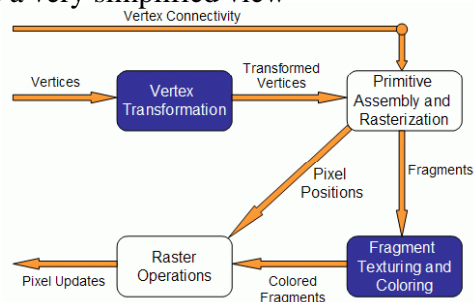 a very simplified view
Vertex Connectivity
Vertices
Vertex
Transformation
Transformed
Vertices
Primitive
Assembly and
Rasterization
Pixel
Positions
Fragments
Raster
Operations
Fragment
Texturing and
Coloring
Pixel Updates
Colored
Fragments